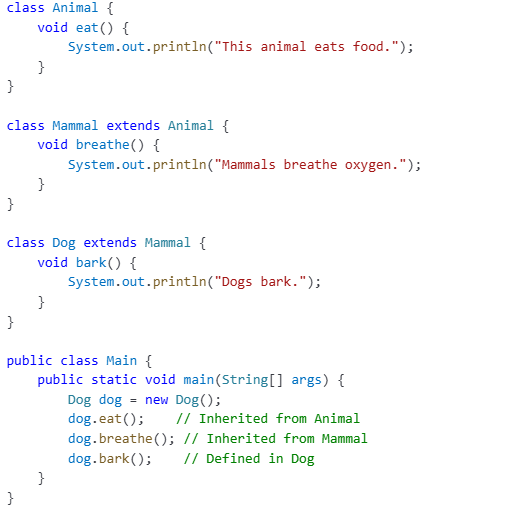 class Animal {
    void eat() {
        System.out.println("This animal eats food.");
    }
}

class Mammal extends Animal {
    void breathe() {
        System.out.println("Mammals breathe oxygen.");
    }
}

class Dog extends Mammal {
    void bark() {
        System.out.println("Dogs bark.");
    }
}

public class Main {
    public static void main(String[] args) {
        Dog dog = new Dog();
        dog.eat();    // Inherited from Animal
        dog.breathe(); // Inherited from Mammal
        dog.bark();    // Defined in Dog
    }
}